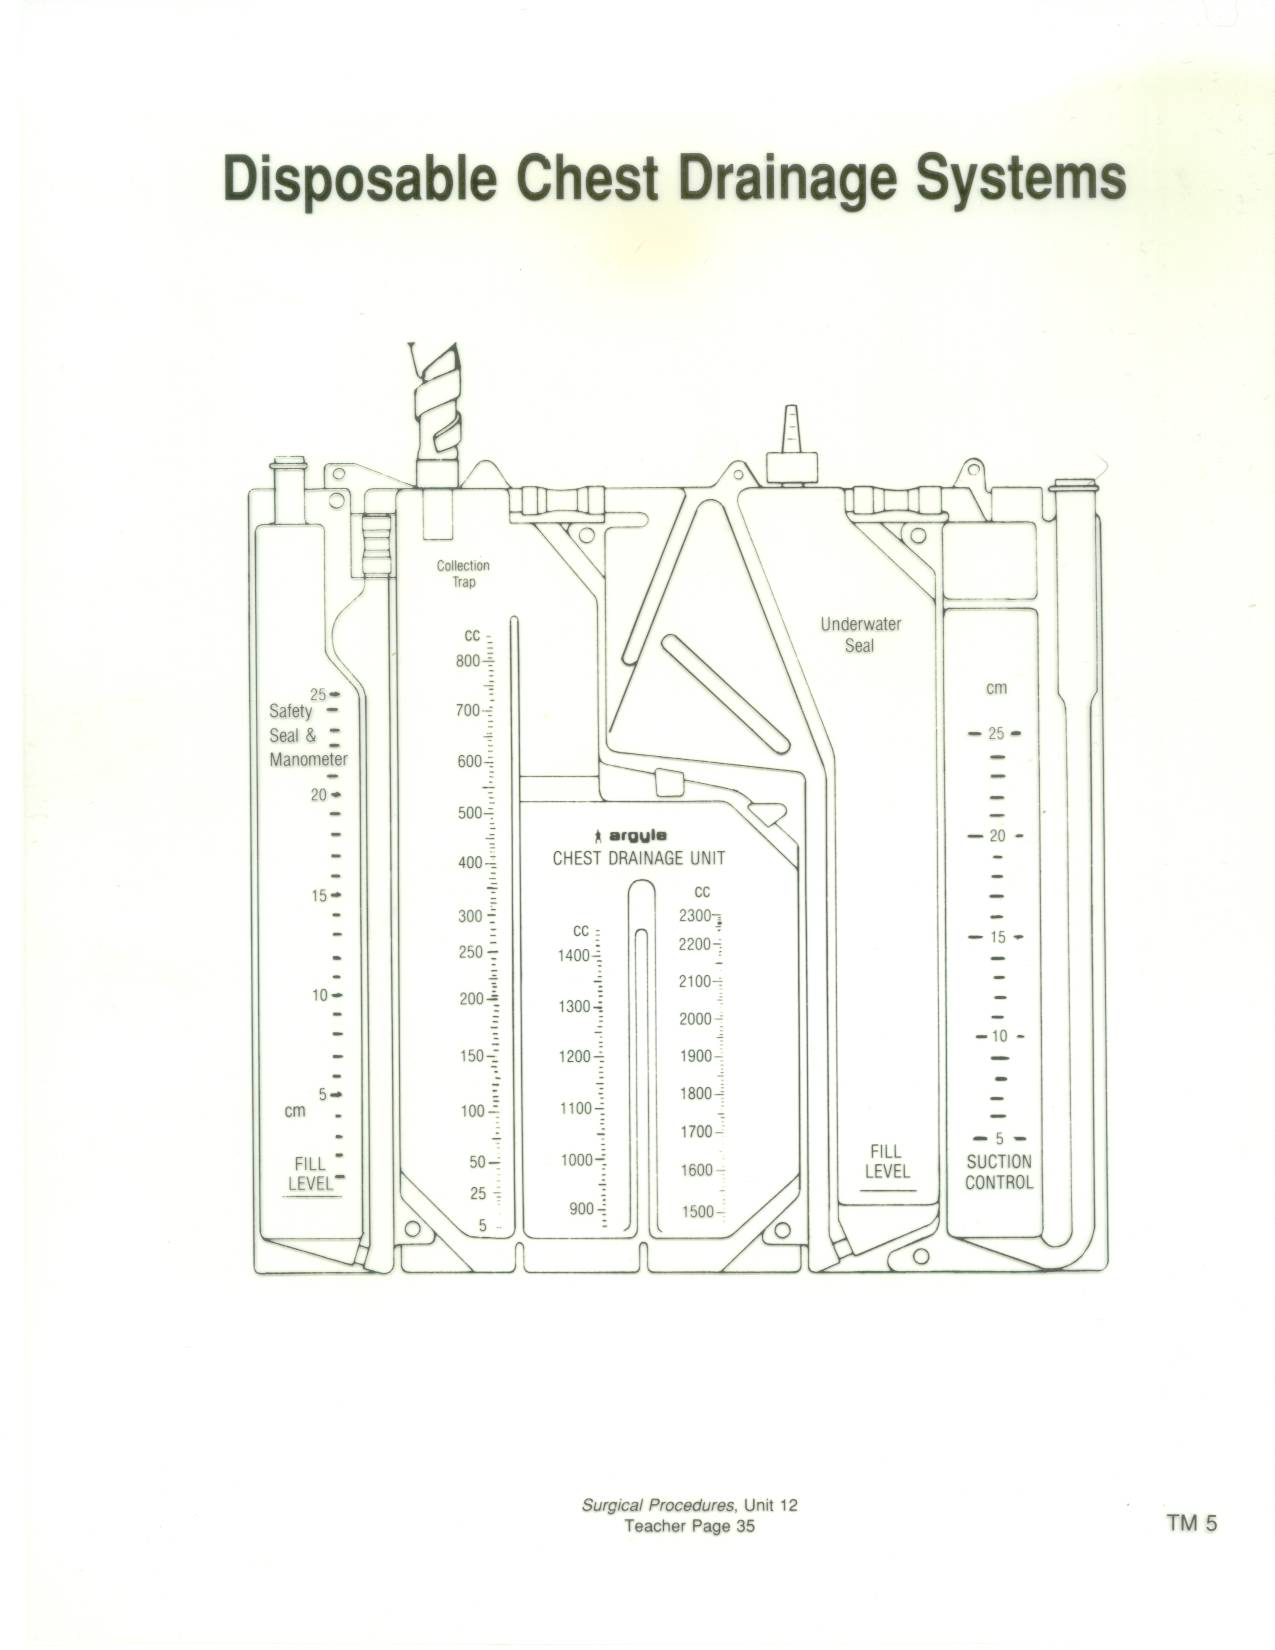 Disposable Chest Drainage Systems
Collection
Trap
cc
800
700
600
500
400
300
250
200
150
100
50
25
5
25
Safety
Seal &
Manometer
20
15
10
5
cm
FILL
LEVEL
argyle
CHEST DRAINAGE UNIT
cc
1400
1300
1200
1100
1000
900
cc
2300
2200
2100
2000
1900
1800
1700
1600
1500
Underwater
Seal
FILL
LEVEL
cm
25
20
15
10
5
SUCTION
CONTROL
Surgical Procedures, Unit 12
Teacher Page 35
TM 5